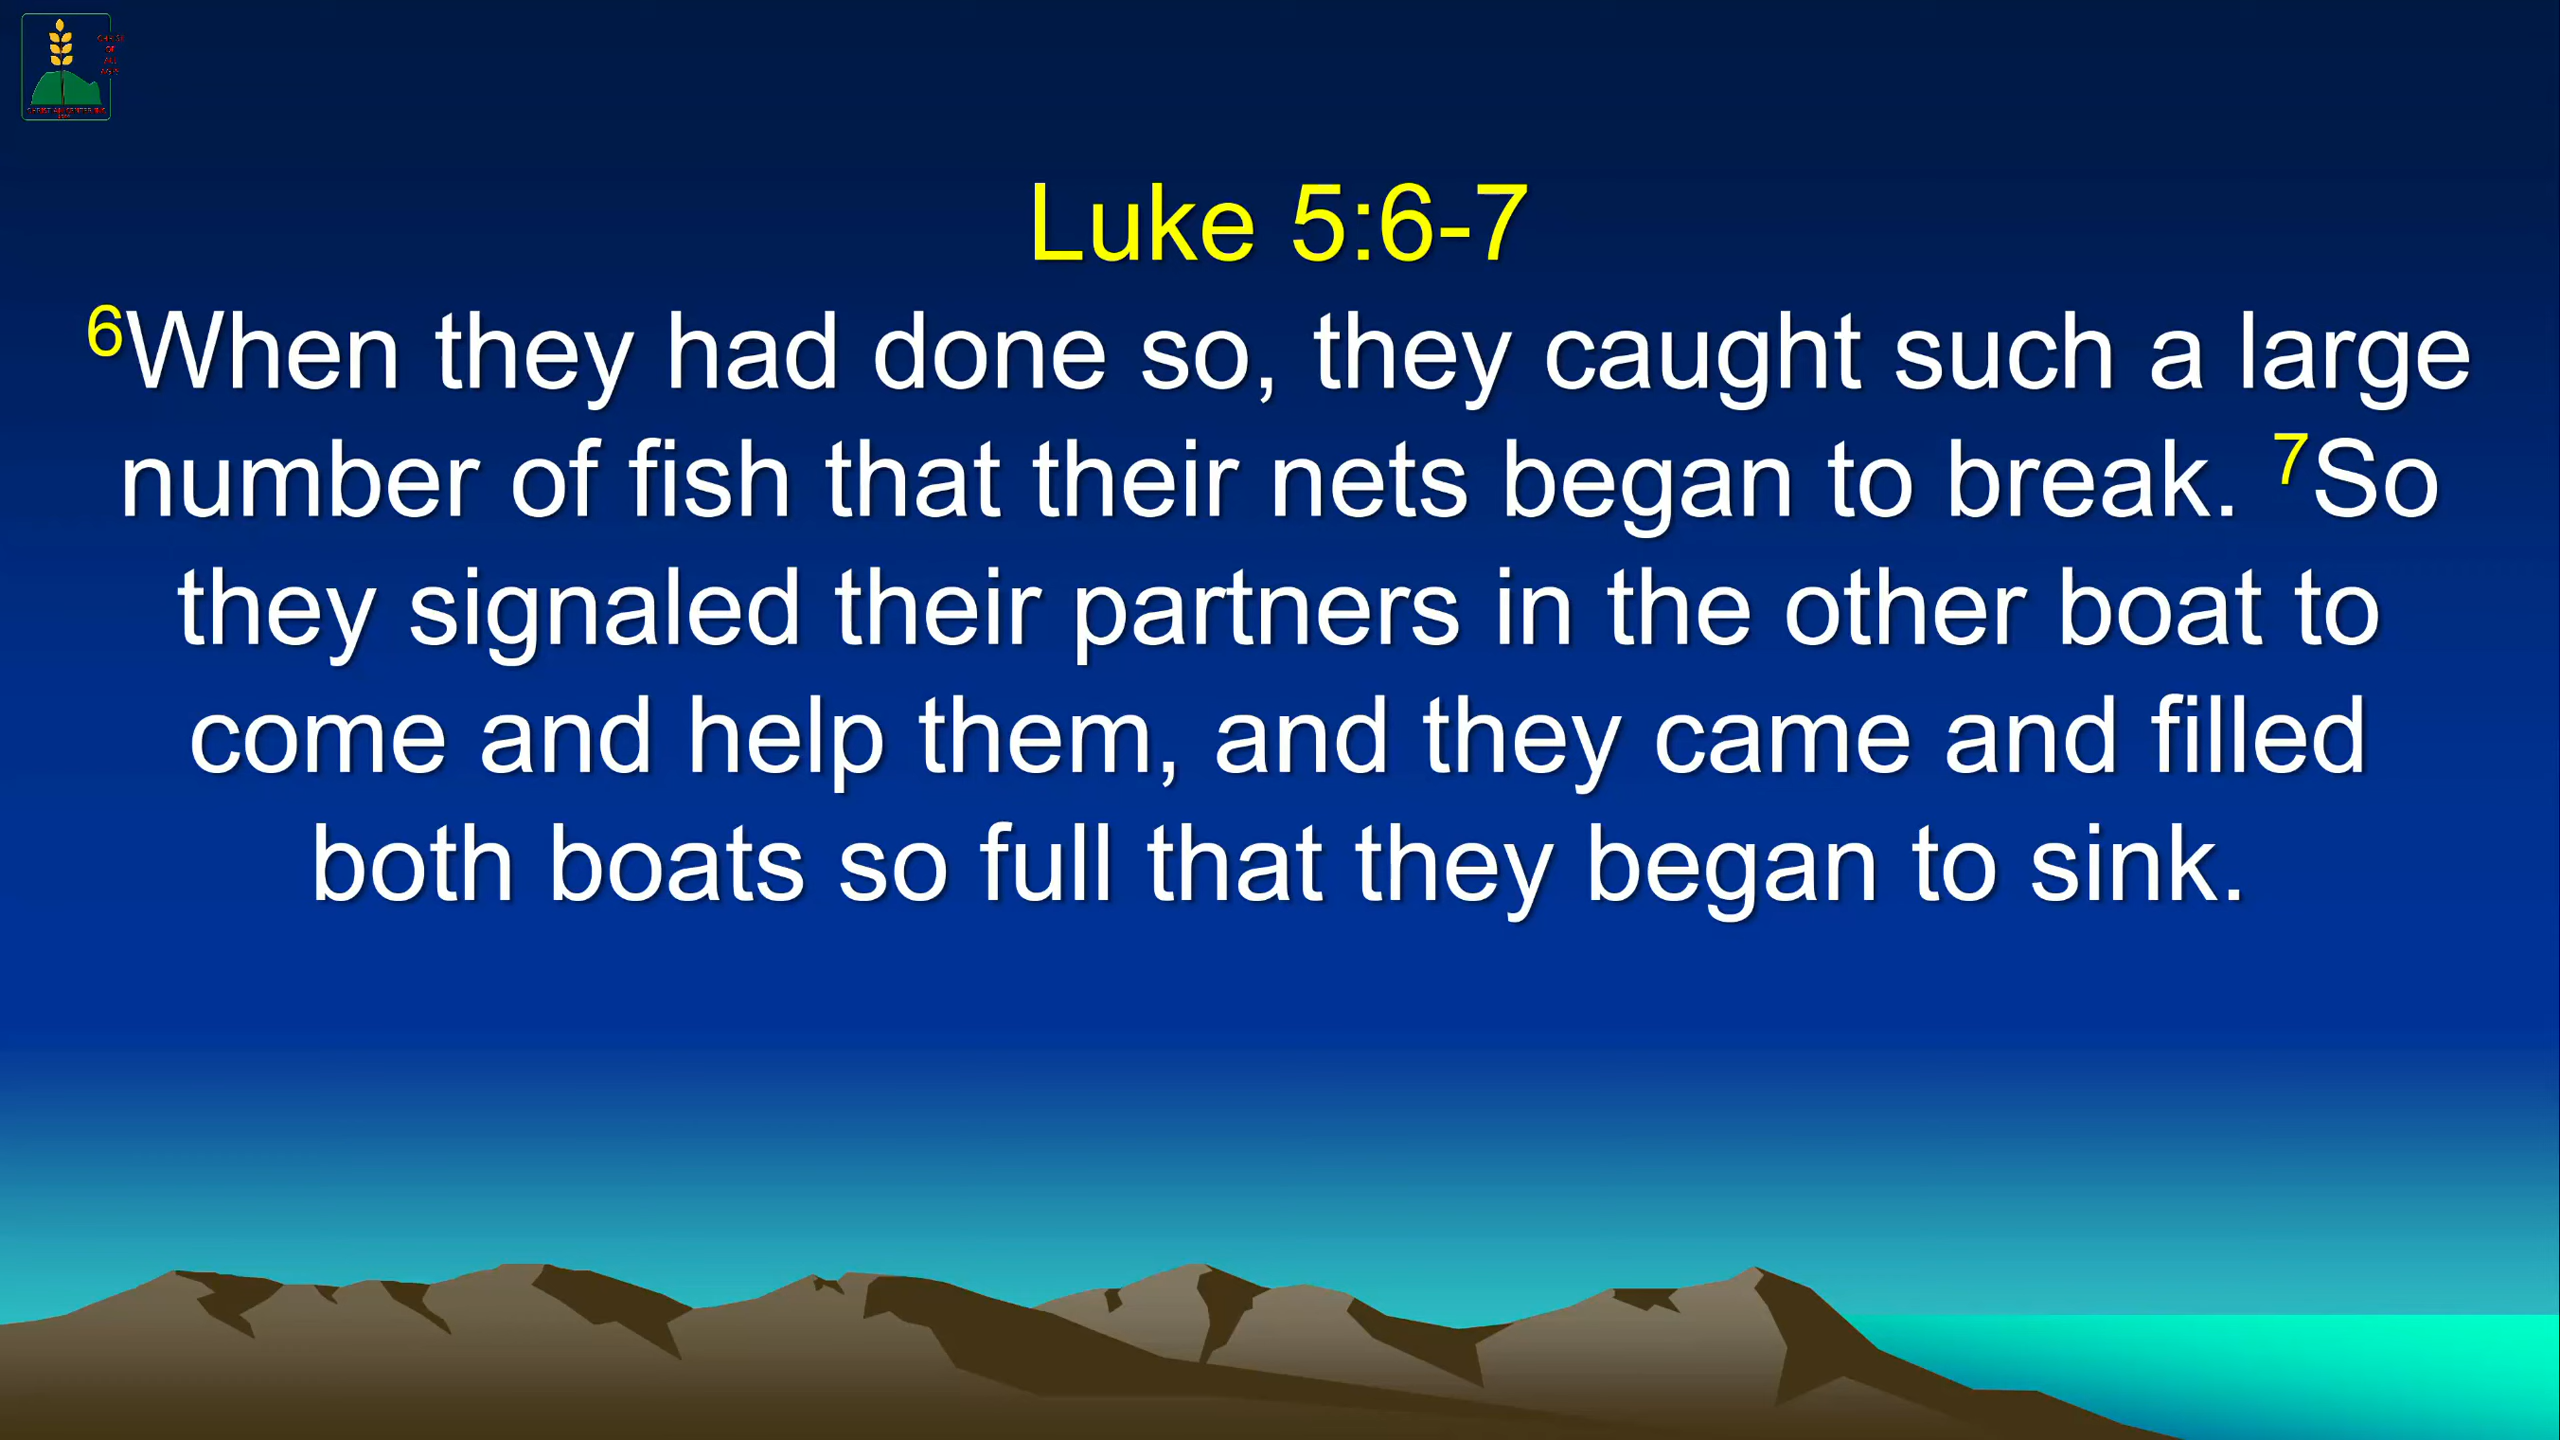 Luke 5:6-7
6When they had done so, they caught such a large
number of fish that their nets began to break. 7So
they signaled their partners in the other boat to
come and help them, and they came and filled
both boats so full that they began to sink.